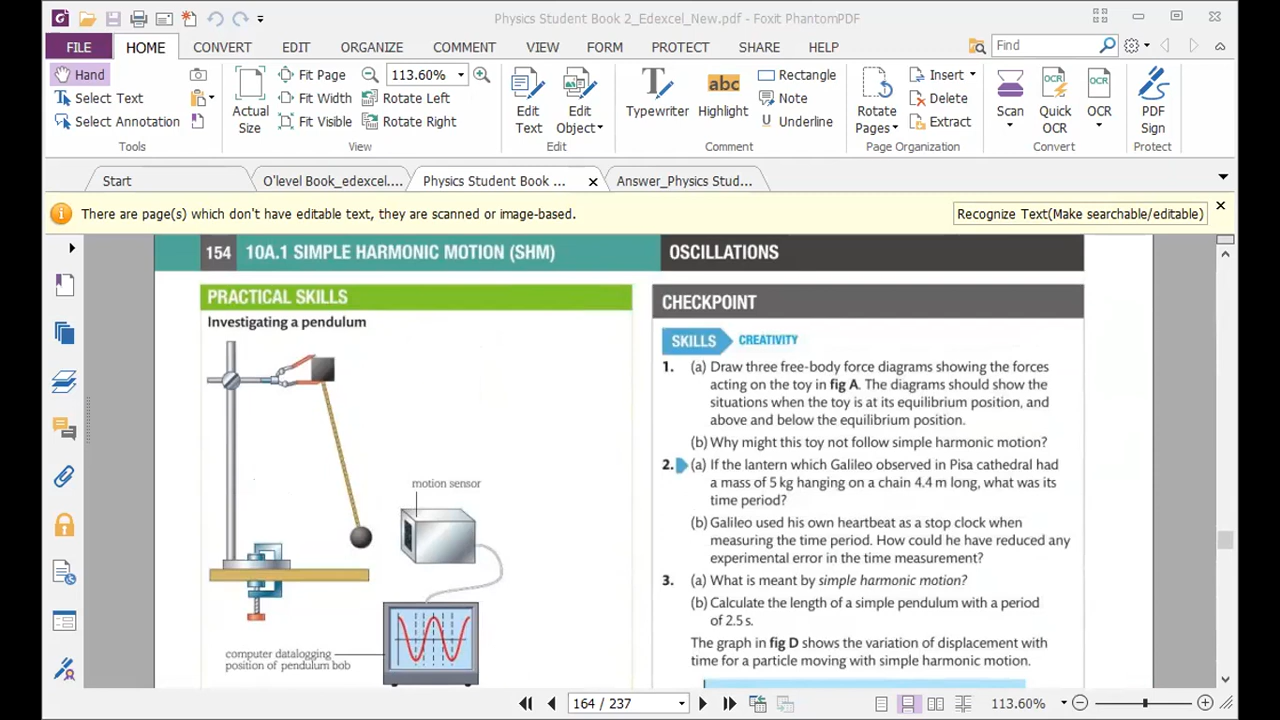 Physics Student Book 2_Edexcel_New.pdf - Foxit PhantomPDF
FILE HOME CONVERT EDIT ORGANIZE COMMENT VIEW FORM PROTECT SHARE HELP Find
Hand
Select Text
Select Annotation
Tools
Actual Size
Fit Page
Fit Width
Fit Visible
113.60%
Rotate Left
Rotate Right
View
Edit Text
Edit Object
Edit
Typewriter
abc
Highlight
Rectangle
Note
Underline
Comment
Rotate Pages
Insert
Delete
Extract
Page Organization
Scan
OCR
Quick OCR
OCR
OCR
Convert
PDF Sign
Protect
Start O'level Book_edexcel.... Physics Student Book ... Answer_Physics Stud...
There are page(s) which don't have editable text, they are scanned or image-based. Recognize Text(Make searchable/editable)
154 10A.1 SIMPLE HARMONIC MOTION (SHM) OSCILLATIONS
PRACTICAL SKILLS
Investigating a pendulum
motion sensor
computer datalogging
position of pendulum bob
CHECKPOINT
SKILLS CREATIVITY
1. (a) Draw three free-body force diagrams showing the forces
acting on the toy in fig A. The diagrams should show the
situations when the toy is at its equilibrium position, and
above and below the equilibrium position.
(b) Why might this toy not follow simple harmonic motion?
2. (a) If the lantern which Galileo observed in Pisa cathedral had
a mass of 5 kg hanging on a chain 4.4 m long, what was its
time period?
(b) Galileo used his own heartbeat as a stop clock when
measuring the time period. How could he have reduced any
experimental error in the time measurement?
3. (a) What is meant by simple harmonic motion?
(b) Calculate the length of a simple pendulum with a period
of 2.5 s.
The graph in fig D shows the variation of displacement with
time for a particle moving with simple harmonic motion.
164 / 237 113.60%